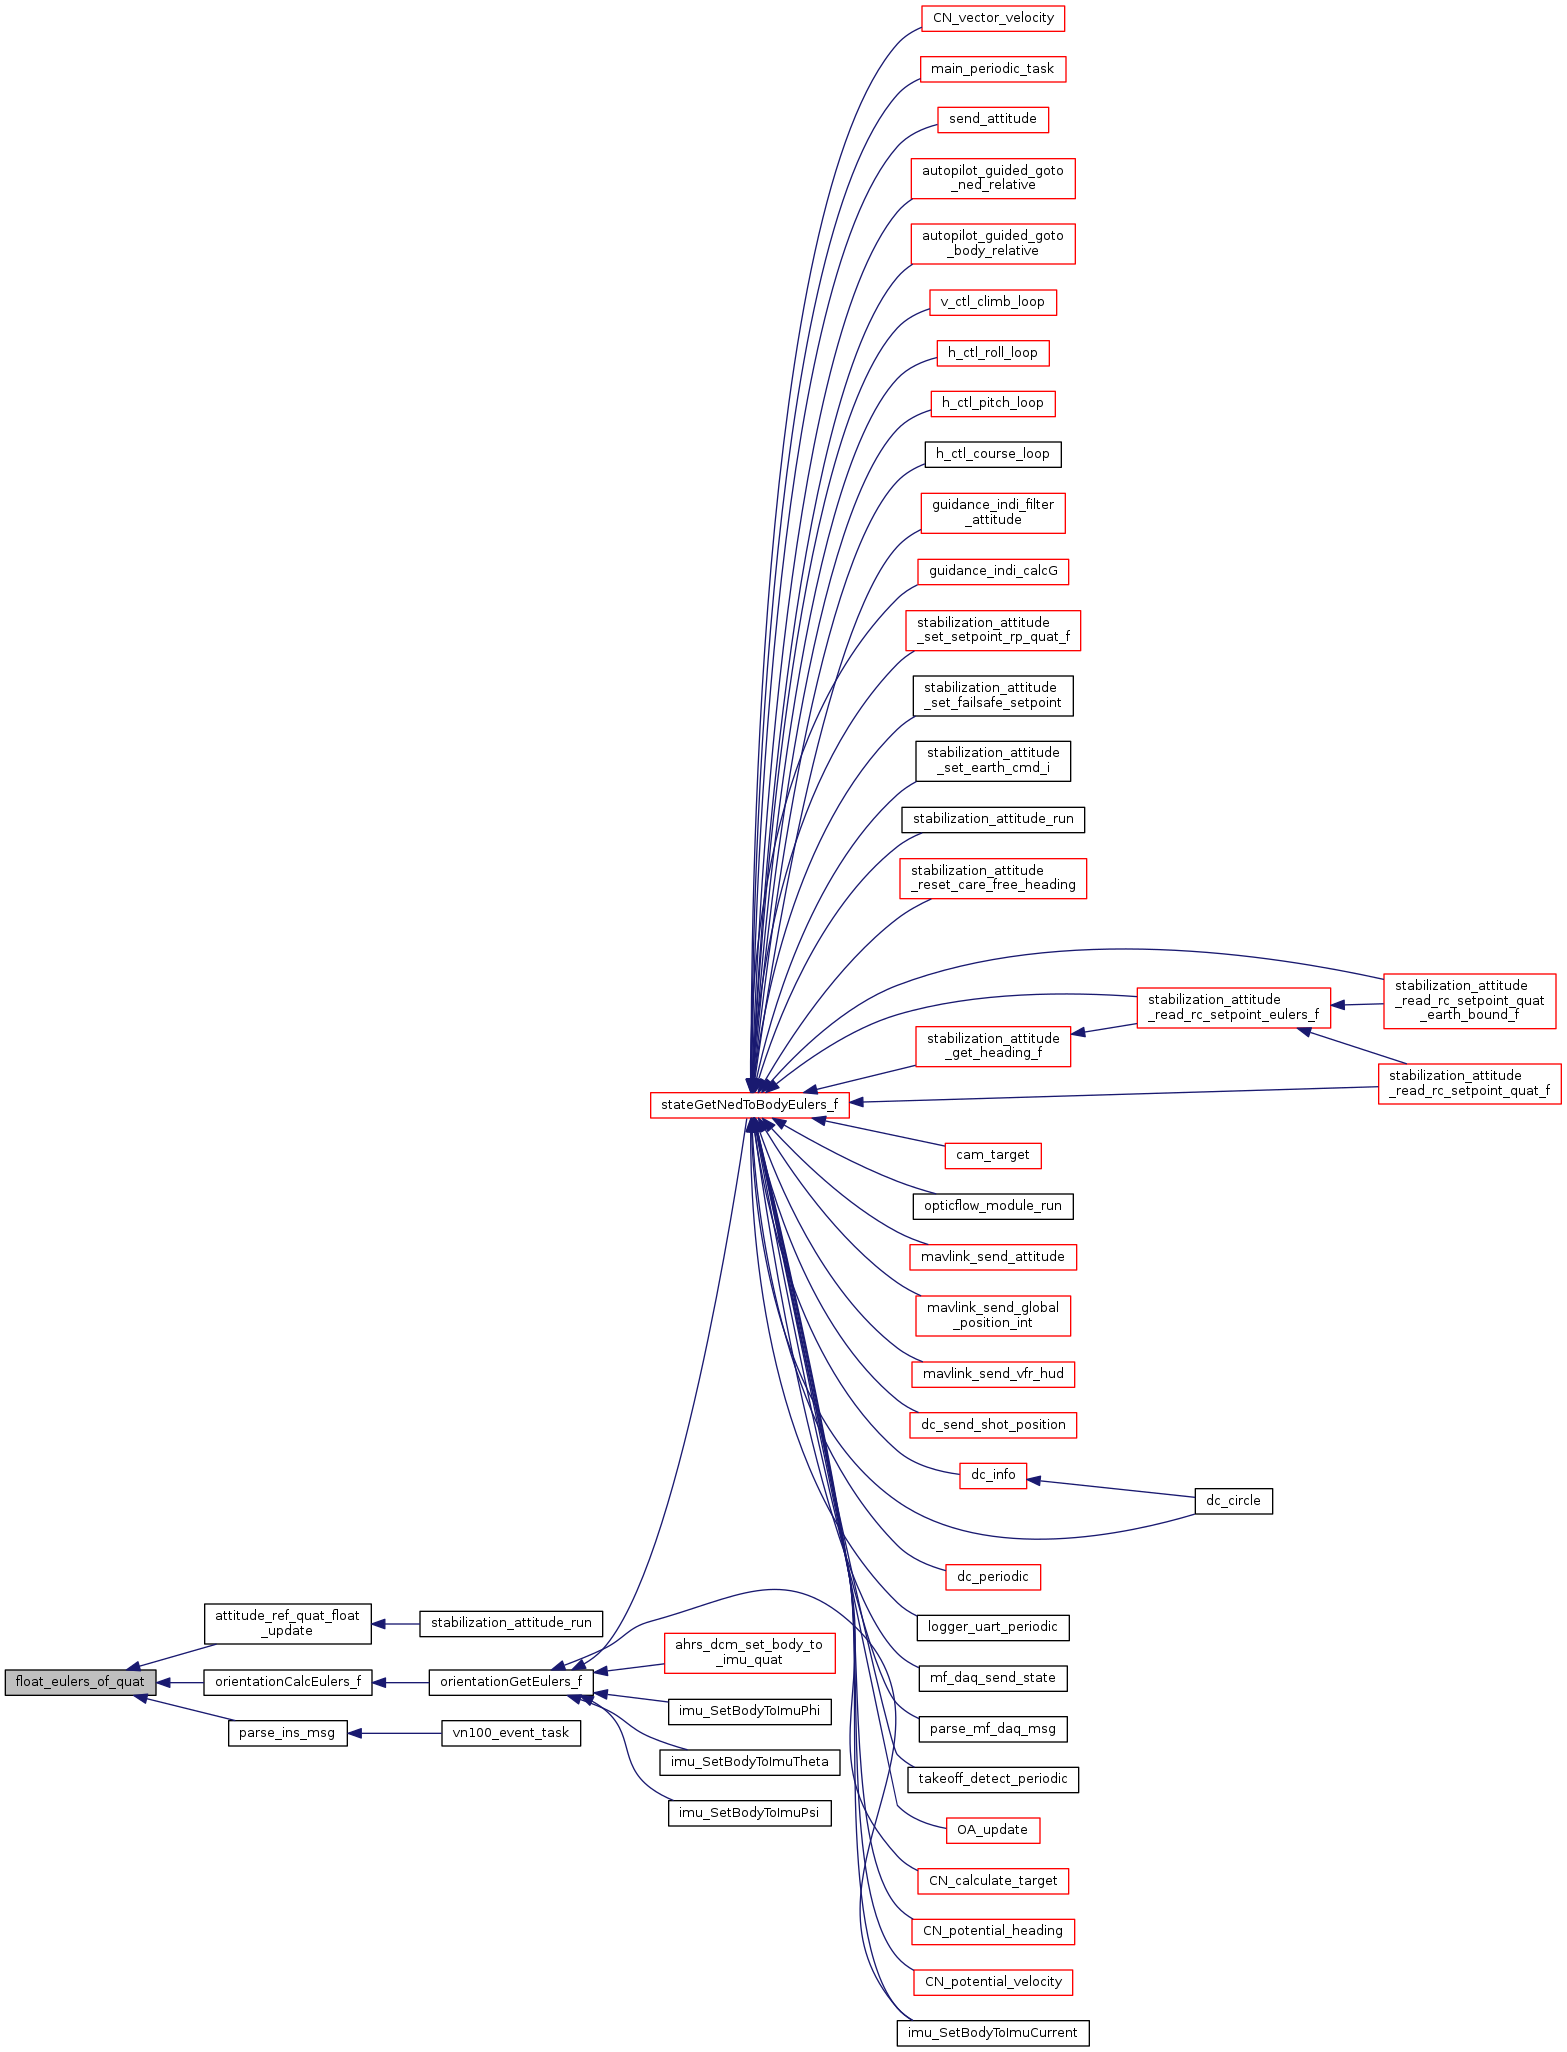 CN_vector_velocity
main_periodic_task
send_attitude
autopilot_guided_goto
_ned_relative
autopilot_guided_goto
_body_relative
v_ctl_climb_loop
h_ctl_roll_loop
h_ctl_pitch_loop
h_ctl_course_loop
guidance_indi_filter
_attitude
guidance_indi_calcG
stabilization_attitude
_set_setpoint_rp_quat_f
stabilization_attitude
_set_failsafe_setpoint
stabilization_attitude
_set_earth_cmd_i
stabilization_attitude_run
stabilization_attitude
_reset_care_free_heading
stabilization_attitude
_read_rc_setpoint_quat
_earth_bound_f
stabilization_attitude
_read_rc_setpoint_eulers_f
stabilization_attitude
_get_heading_f
stabilization_attitude
_read_rc_setpoint_quat_f
stateGetNedToBodyEulers_f
cam_target
opticflow_module_run
mavlink_send_attitude
mavlink_send_global
_position_int
mavlink_send_vfr_hud
dc_send_shot_position
dc_info
dc_circle
dc_periodic
logger_uart_periodic
attitude_ref_quat_float
_update
stabilization_attitude_run
ahrs_dcm_set_body_to
_imu_quat
float_eulers_of_quat
orientationCalcEulers_f
orientationGetEulers_f
mf_daq_send_state
imu_SetBodyToImuPhi
parse_ins_msg
vn100_event_task
parse_mf_daq_msg
imu_SetBodyToImuTheta
takeoff_detect_periodic
imu_SetBodyToImuPsi
OA_update
CN_calculate_target
CN_potential_heading
CN_potential_velocity
imu_SetBodyToImuCurrent